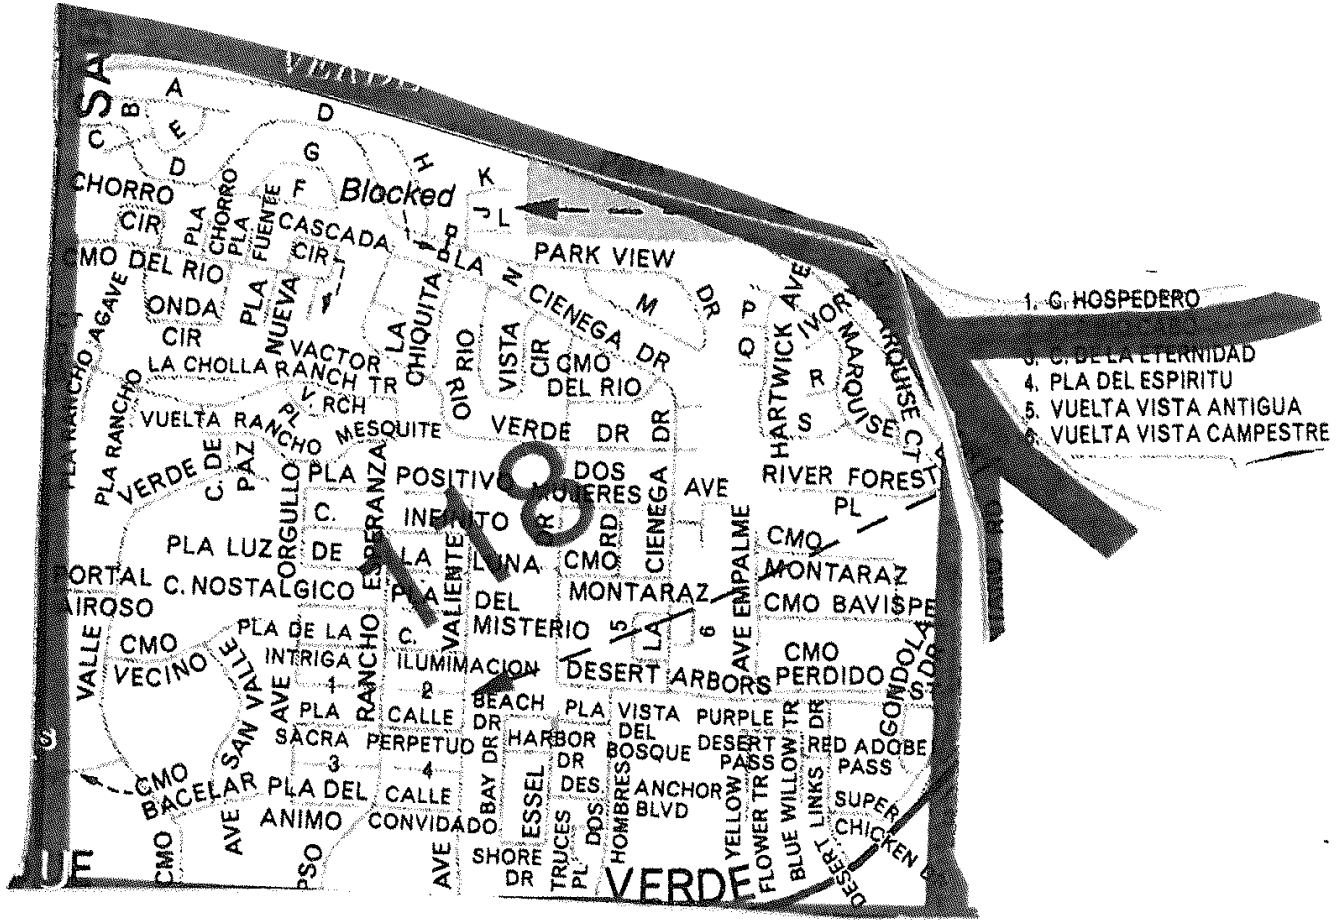 VERDE
SAB
A
B
C
E
D
D
G
H
K
F
Blocked
J
L
CHORRO
CIR
PLA
CHORRO
PLA
FUENTE
CASCADA
CIR
CMO DEL RIO
ONDA
CIR
PLA
NUEVA
LA
CHIQUITA
LA
CIENEGA DR
N
PARK VIEW
DR
M
P
Q
HARTWICK AVE
IVORY
MARQUISE
MARQUISE CT
R
S
PLA RANCHO AGAVE
PLA RANCHO
VACTOR
LA CHOLLA RANCH TR
V. RCH
PL
VUELTA RANCHO
MESQUITE
RIO RIO
VISTA
CIR
CMO
DEL RIO
VERDE DR
VERDE
C. DE
PAZ
ORGULLO
PLA
POSITIVO
DOS
MUJERES
DR
CIENEGA
AVE
RIVER FOREST
PL
C.
DE
INFINITO
DR
RD
LA
LUNA
CMO
MONTARAZ
CMO
MONTARAZ
PLA LUZ
C. NOSTALGICO
RANCHO ESPERANZA
VALIENTE
118
PORTAL
AIROSO
PLA
DEL
MISTERIO
5
LA
6
AVE EMPALME
CMO BAVISPE
CMO
PERDIDO
GONDOLA
S. DR
VALLE
CMO
VECINO
PLA DE LA
INTRIGA
C.
ILUMIMACION
DESERT ARBORS
1
2
AVE
SAN VALLE
AVE
PLA
SACRA
CALLE
PERPETUD
BEACH
DR
HARBOR
DR
PLA
VISTA
DEL
BOSQUE
PURPLE
DESERT
PASS
RED ADOBE
PASS
3
4
CMO
BACELAR
PLA DEL
ANIMO
CALLE
CONVIDADO
BAY DR
ESSEL
DES.
TRUCES
PL
DOS
HOMBRES
ANCHOR
BLVD
YELLOW
FLOWER TR
BLUE WILLOW TR
DESERT
LINKS DR
SUPER
CHICKEN
CMO
PSO
AVE
SHORE
DR
VERDE
UE
1. C. HOSPEDERO
3. C. DE LA ETERNIDAD
4. PLA DEL ESPIRITU
5. VUELTA VISTA ANTIGUA
6. VUELTA VISTA CAMPESTRE